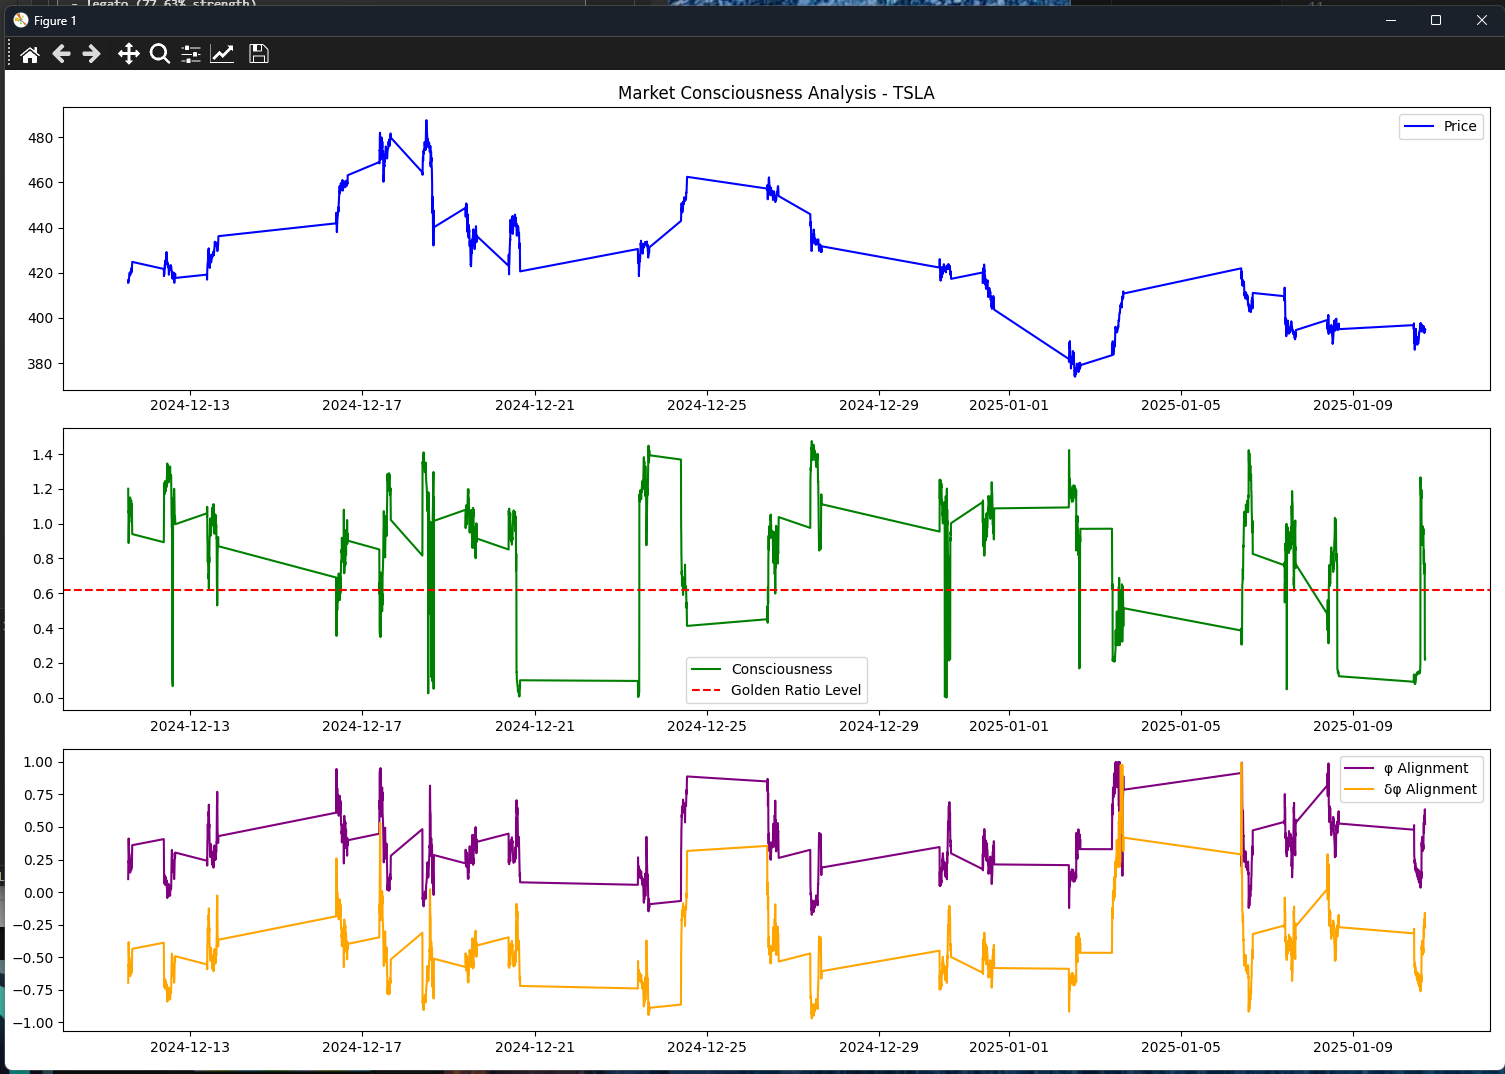 - legato (77.63% strength)
Figure 1
Market Consciousness Analysis - TSLA
Price
480
460
440
420
400
380
2024-12-13 2024-12-17 2024-12-21 2024-12-25 2024-12-29 2025-01-01 2025-01-05 2025-01-09
1.4
1.2
1.0
0.8
0.6
0.4
0.2
0.0
Consciousness
Golden Ratio Level
2024-12-13 2024-12-17 2024-12-21 2024-12-25 2024-12-29 2025-01-01 2025-01-05 2025-01-09
φ Alignment
δφ Alignment
1.00
0.75
0.50
0.25
0.00
−0.25
−0.50
−0.75
−1.00
2024-12-13 2024-12-17 2024-12-21 2024-12-25 2024-12-29 2025-01-01 2025-01-05 2025-01-09